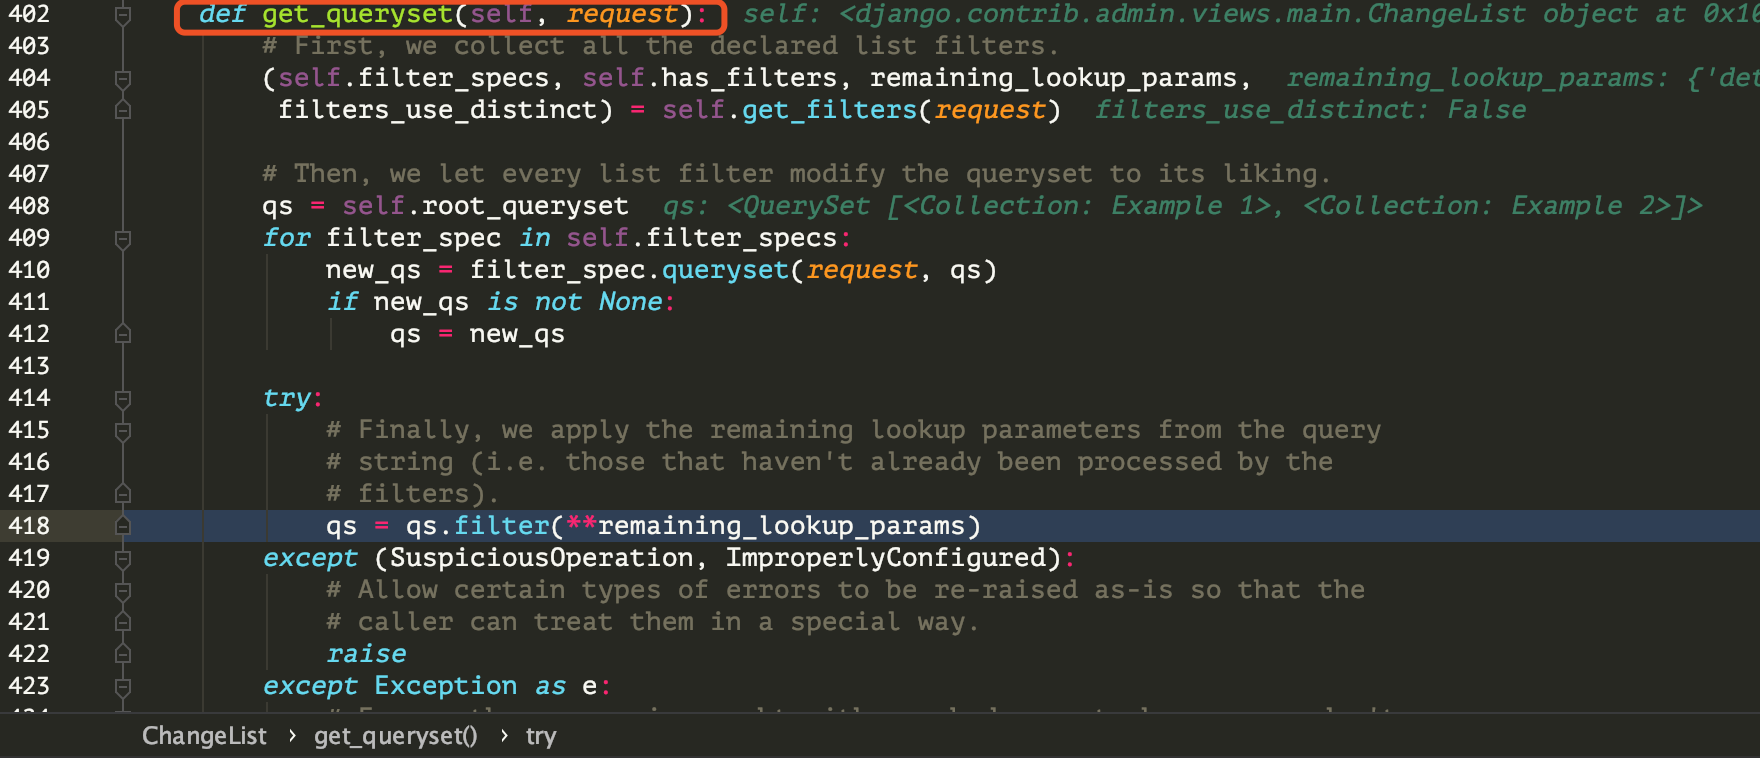 402 def get_queryset(self, request): self: <django.contrib.admin.views.main.ChangeList object at 0x10
403 # First, we collect all the declared list filters.
404 (self.filter_specs, self.has_filters, remaining_lookup_params, remaining_lookup_params: {'det
405 filters_use_distinct) = self.get_filters(request) filters_use_distinct: False
406
407 # Then, we let every list filter modify the queryset to its liking.
408 qs = self.root_queryset qs: <QuerySet [<Collection: Example 1>, <Collection: Example 2>]>
409 for filter_spec in self.filter_specs:
410 new_qs = filter_spec.queryset(request, qs)
411 if new_qs is not None:
412 qs = new_qs
413
414 try:
415 # Finally, we apply the remaining lookup parameters from the query
416 # string (i.e. those that haven't already been processed by the
417 # filters).
418 qs = qs.filter(**remaining_lookup_params)
419 except (SuspiciousOperation, ImproperlyConfigured):
420 # Allow certain types of errors to be re-raised as-is so that the
421 # caller can treat them in a special way.
422 raise
423 except Exception as e:
ChangeList › get_queryset() › try